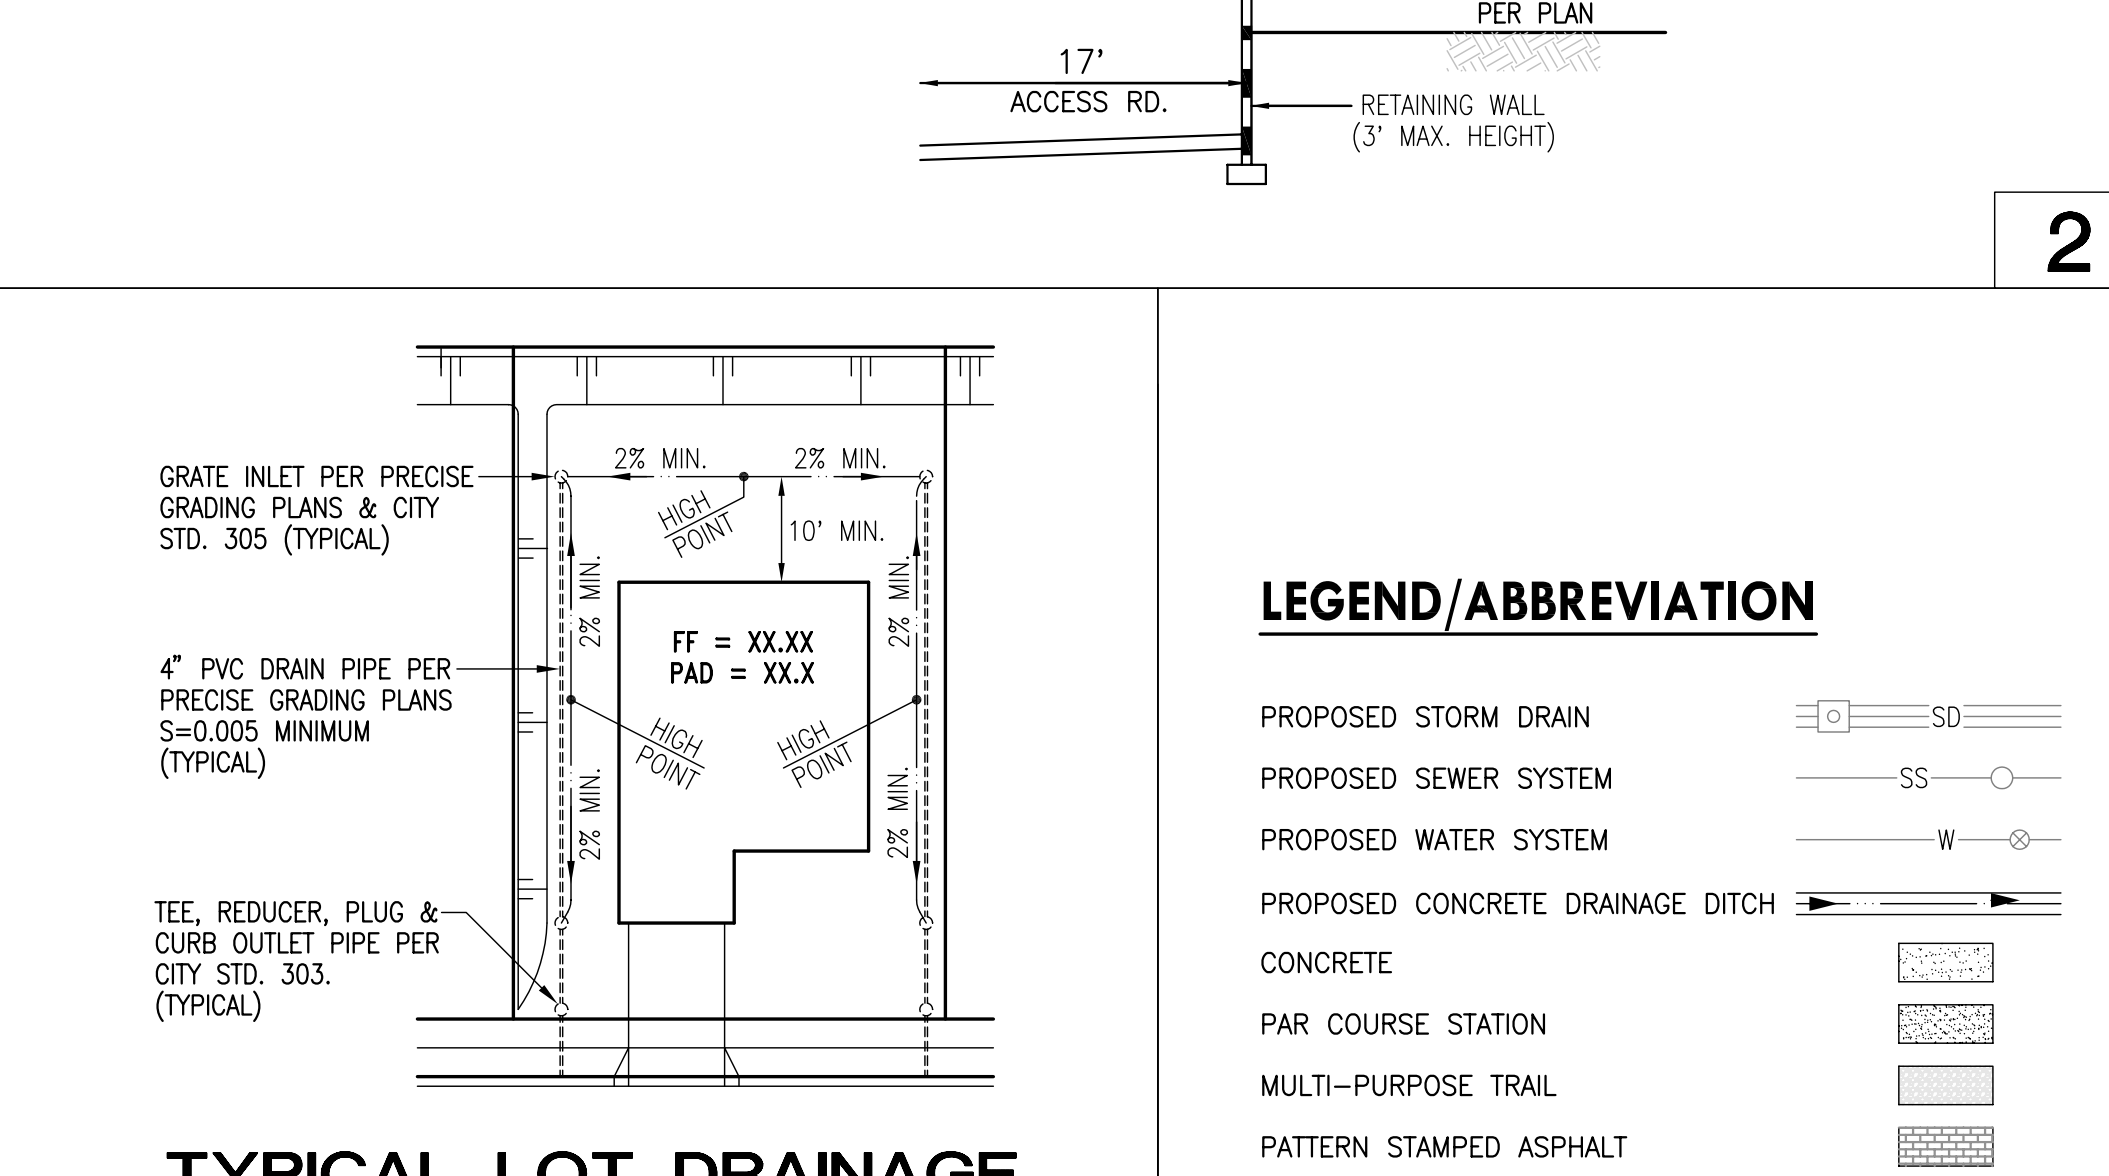 PER PLAN
17'
ACCESS RD.
RETAINING WALL
(3' MAX. HEIGHT)
2
2% MIN.
2% MIN.
GRATE INLET PER PRECISE
GRADING PLANS & CITY
STD. 305 (TYPICAL)
HIGH
POINT
10' MIN.
2% MIN.
2% MIN.
FF = XX.XX
PAD = XX.X
4" PVC DRAIN PIPE PER
PRECISE GRADING PLANS
S=0.005 MINIMUM
(TYPICAL)
HIGH
POINT
HIGH
POINT
2% MIN.
2% MIN.
TEE, REDUCER, PLUG &
CURB OUTLET PIPE PER
CITY STD. 303.
(TYPICAL)
TYPICAL LOT DRAINAGE
LEGEND/ABBREVIATION
PROPOSED STORM DRAIN
SD
PROPOSED SEWER SYSTEM
SS
PROPOSED WATER SYSTEM
W
PROPOSED CONCRETE DRAINAGE DITCH
CONCRETE
PAR COURSE STATION
MULTI-PURPOSE TRAIL
PATTERN STAMPED ASPHALT